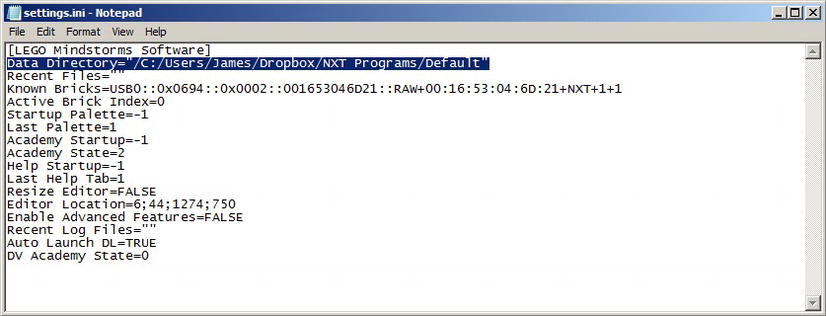 settings.ini - Notepad
File Edit Format View Help
[LEGO Mindstorms Software]
Data Directory="/C:/Users/James/Dropbox/NXT Programs/Default"
Recent Files=""
Known Bricks=USB0::0x0694::0x0002::001653046D21::RAW+00:16:53:04:6D:21+NXT+1+1
Active Brick Index=0
Startup Palette=-1
Last Palette=1
Academy Startup=-1
Academy State=2
Help Startup=-1
Last Help Tab=1
Resize Editor=FALSE
Editor Location=6;44;1274;750
Enable Advanced Features=FALSE
Recent Log Files=""
Auto Launch DL=TRUE
DV Academy State=0